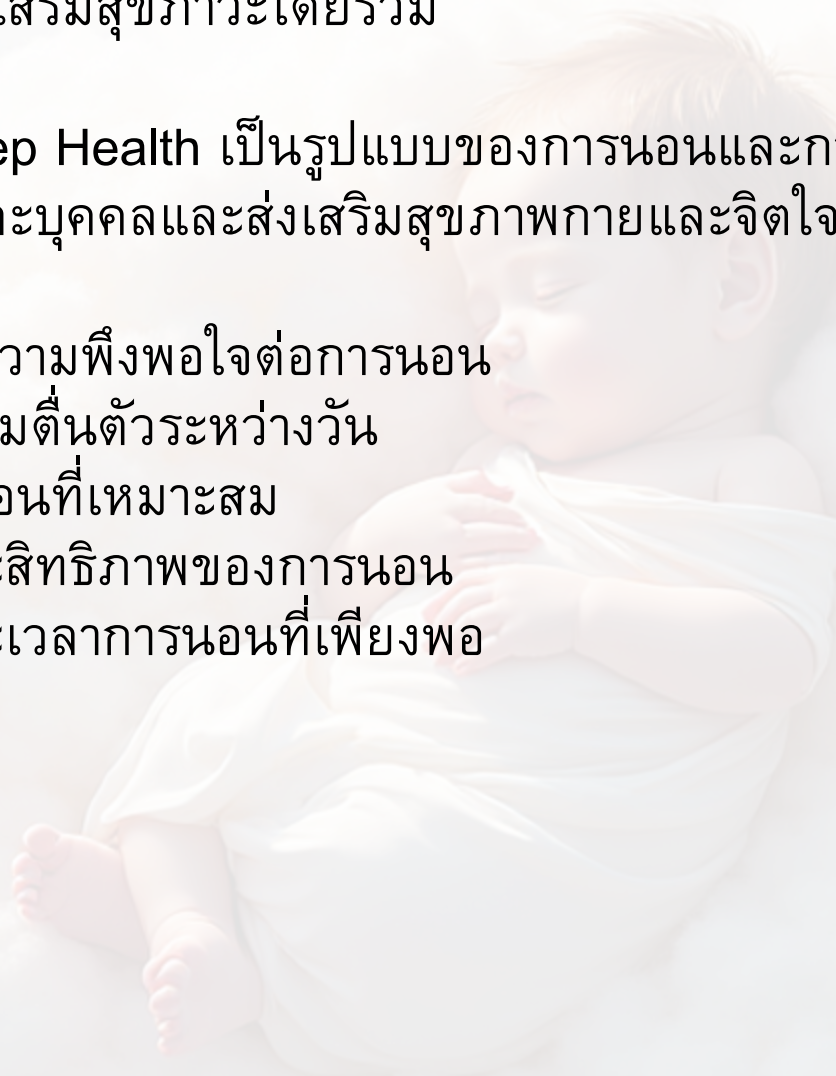 เสริมสุขภาวะโดยรวม
ep Health เป็นรูปแบบของการนอนและก
ะบุคคลและส่งเสริมสุขภาพกายและจิตใจ
วามพึงพอใจต่อการนอน
มตื่นตัวระหว่างวัน
อนที่เหมาะสม
ะสิทธิภาพของการนอน
ะเวลาการนอนที่เพียงพอ